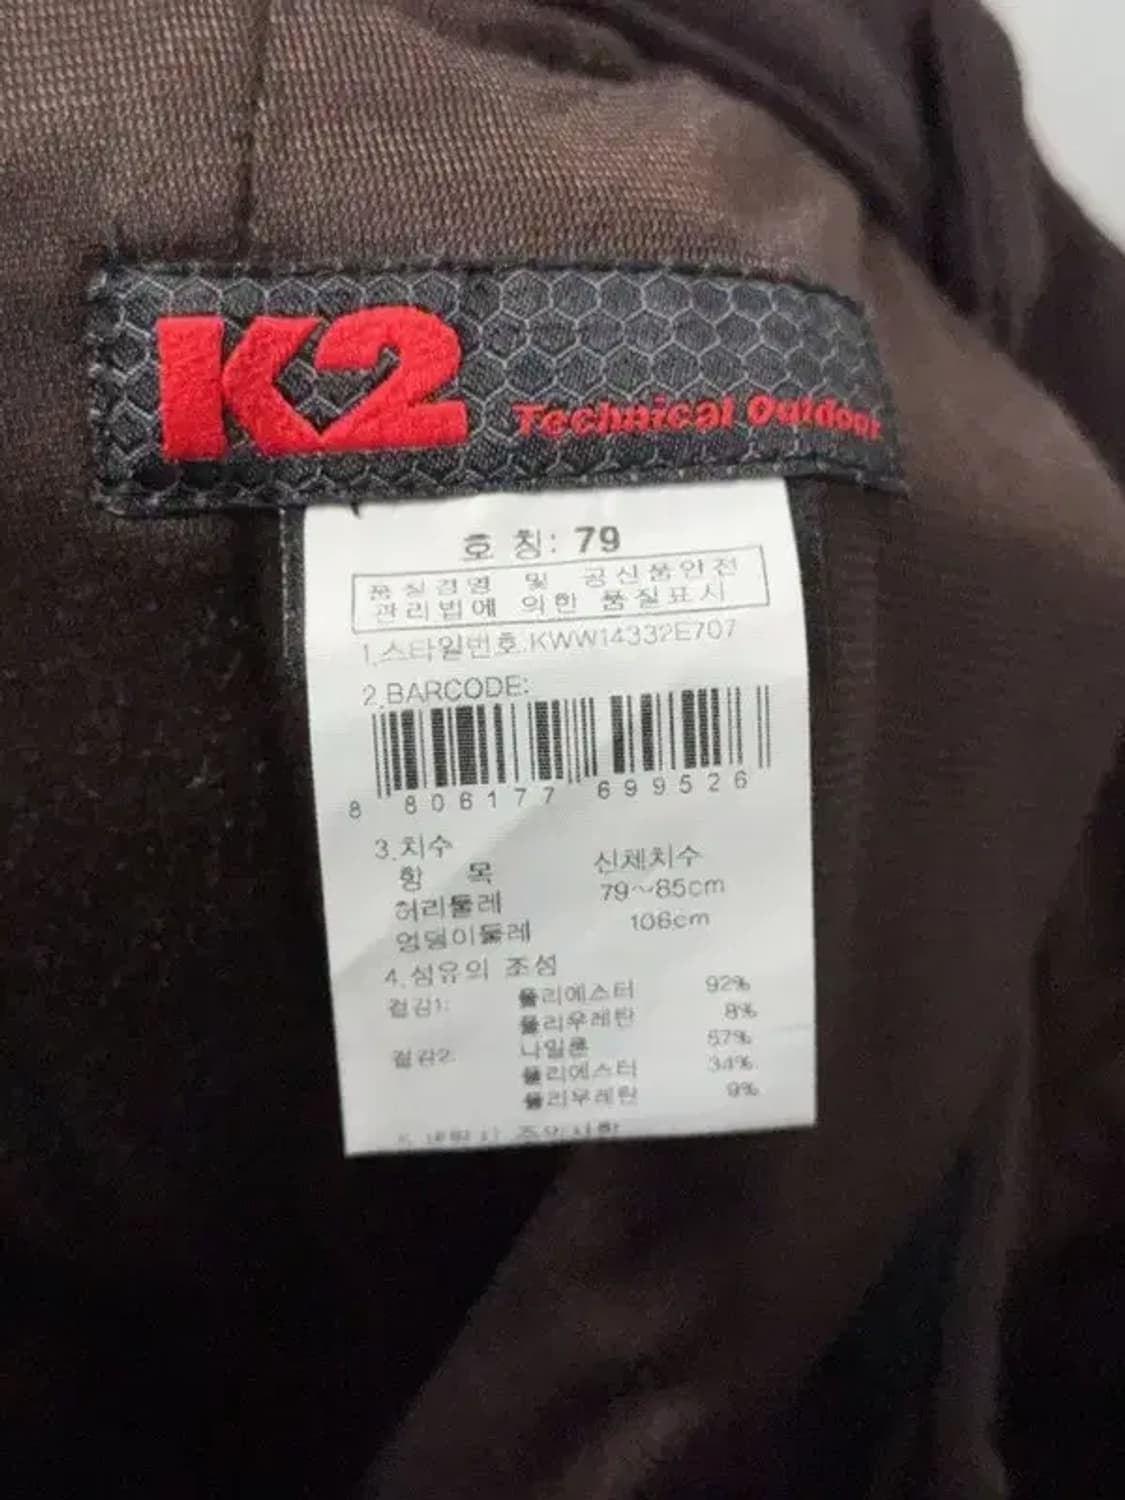 K2 Technical Outdoor
호 칭: 79
품질경영 및 공산품안전
관리법에 의한 품질표시
1.스타일번호:KWW14332E707
2.BARCODE:
8 806177 699526
3.치수
항 목 신체치수
허리둘레 79~85cm
엉덩이둘레 106cm
4.섬유의 조성
겉감1: 폴리에스터 92%
폴리우레탄 8%
겉감2: 나일론 57%
폴리에스터 34%
폴리우레탄 9%